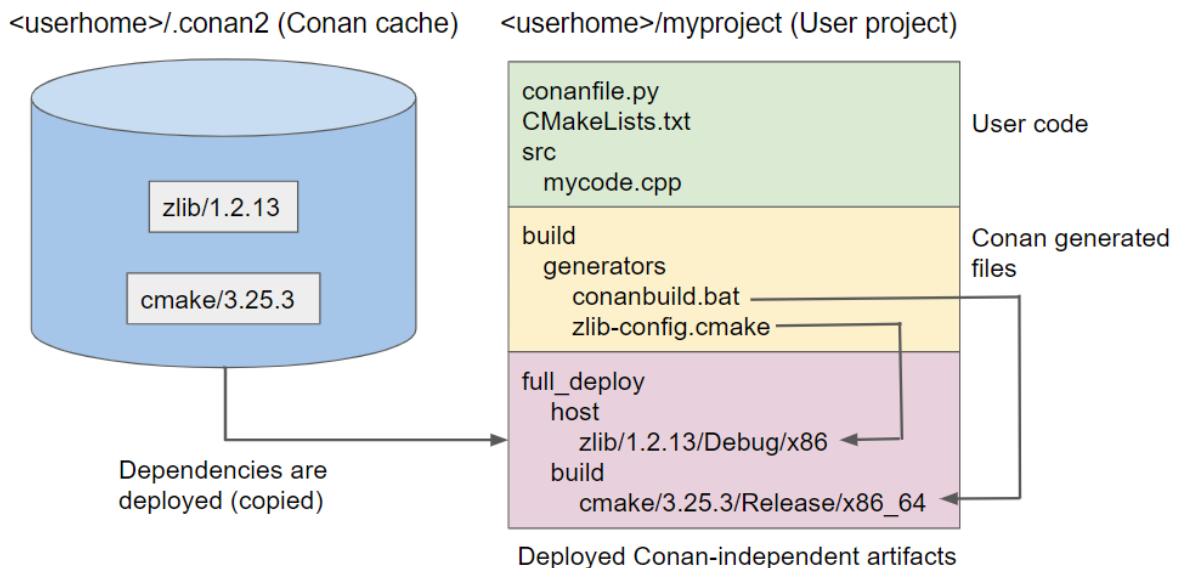 <userhome>/.conan2 (Conan cache)
<userhome>/myproject (User project)
zlib/1.2.13
cmake/3.25.3
Dependencies are
deployed (copied)
conanfile.py
CMakeLists.txt
src
mycode.cpp
User code
build
generators
conanbuild.bat
zlib-config.cmake
Conan generated
files
full_deploy
host
zlib/1.2.13/Debug/x86
build
cmake/3.25.3/Release/x86_64
Deployed Conan-independent artifacts